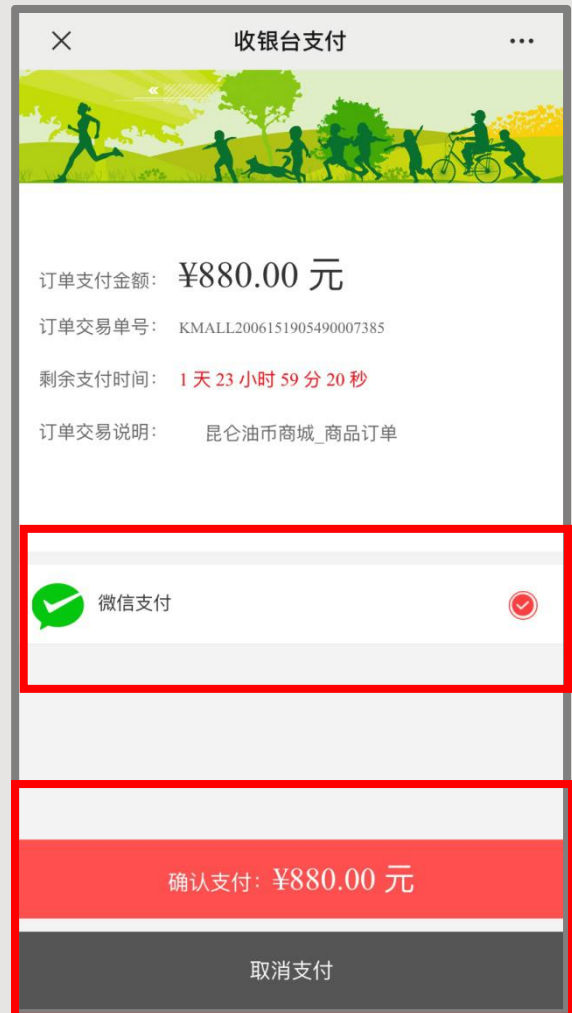 收银台支付
订单支付金额: ¥880.00 元
订单交易单号: KMALL2006151905490007385
剩余支付时间: 1 天 23 小时 59 分 20 秒
订单交易说明: 昆仑油币商城_商品订单
微信支付
确认支付: ¥880.00 元
取消支付